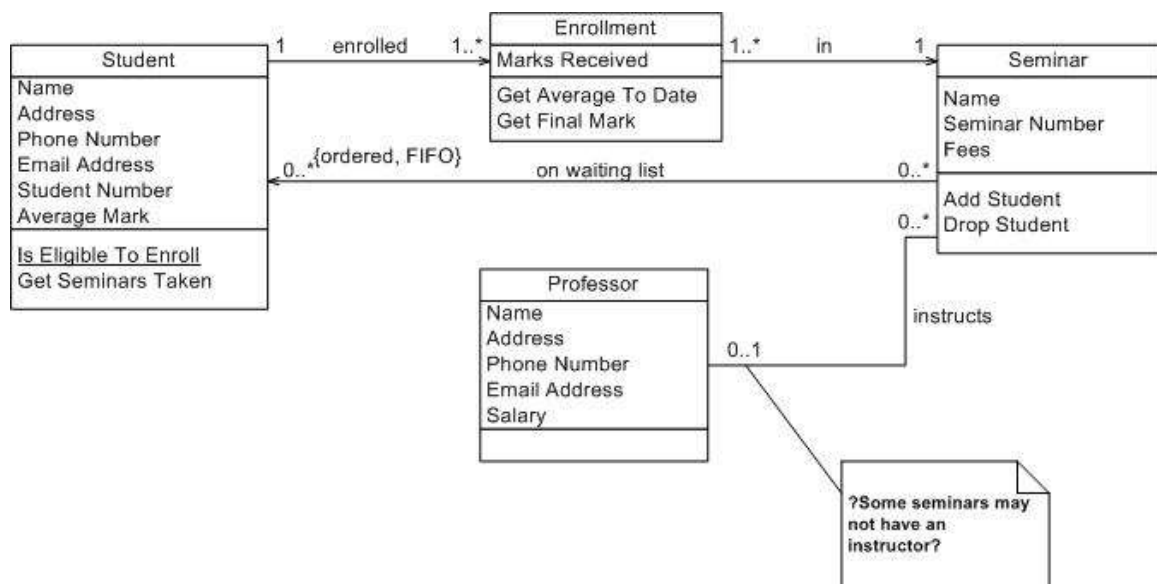 Student
Name
Address
Phone Number
Email Address
Student Number
Average Mark
Is Eligible To Enroll
Get Seminars Taken
1 enrolled 1..*
Enrollment
Marks Received
Get Average To Date
Get Final Mark
1..* in 1
Seminar
Name
Seminar Number
Fees
Add Student
Drop Student
0..* {ordered, FIFO} on waiting list 0..*
0..*
instructs
0..1
Professor
Name
Address
Phone Number
Email Address
Salary
?Some seminars may
not have an
instructor?